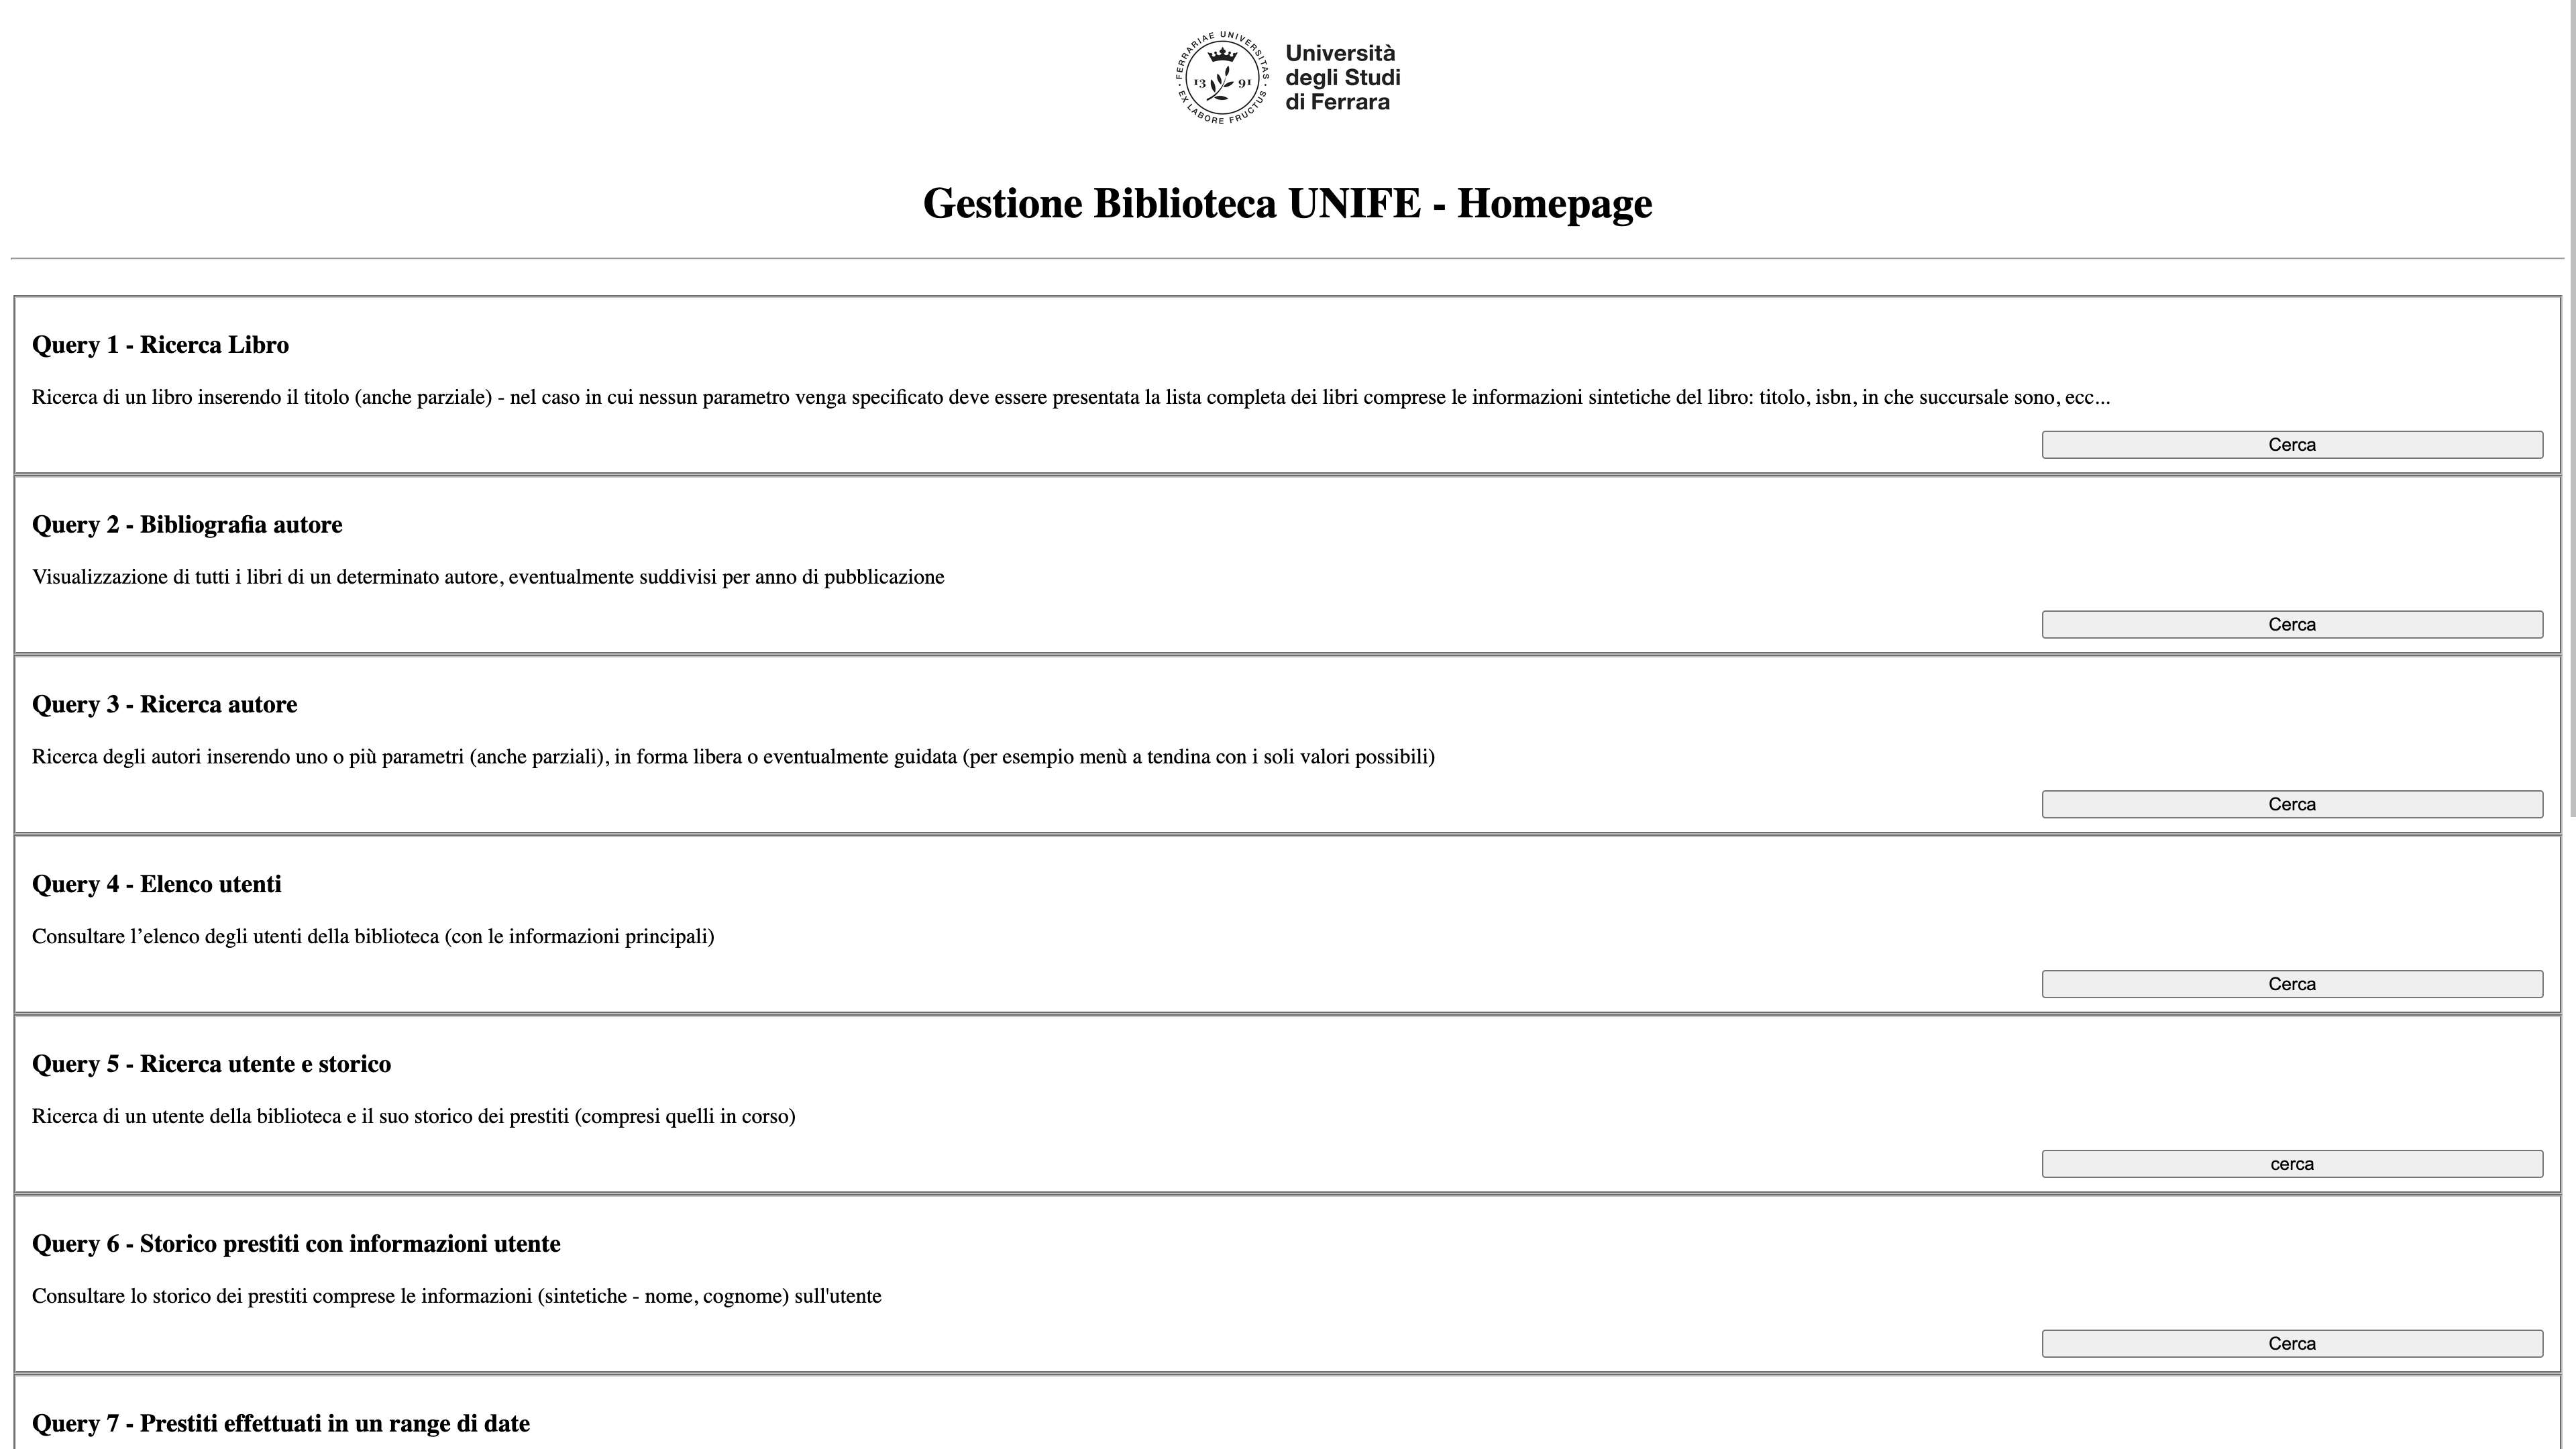 FERRARIAE UNIVERSITAS · EX LABORE FRUCTUS ·
13 91
Università
degli Studi
di Ferrara
Gestione Biblioteca UNIFE - Homepage
Query 1 - Ricerca Libro
Ricerca di un libro inserendo il titolo (anche parziale) - nel caso in cui nessun parametro venga specificato deve essere presentata la lista completa dei libri comprese le informazioni sintetiche del libro: titolo, isbn, in che succursale sono, ecc...
Cerca
Query 2 - Bibliografia autore
Visualizzazione di tutti i libri di un determinato autore, eventualmente suddivisi per anno di pubblicazione
Cerca
Query 3 - Ricerca autore
Ricerca degli autori inserendo uno o più parametri (anche parziali), in forma libera o eventualmente guidata (per esempio menù a tendina con i soli valori possibili)
Cerca
Query 4 - Elenco utenti
Consultare l’elenco degli utenti della biblioteca (con le informazioni principali)
Cerca
Query 5 - Ricerca utente e storico
Ricerca di un utente della biblioteca e il suo storico dei prestiti (compresi quelli in corso)
cerca
Query 6 - Storico prestiti con informazioni utente
Consultare lo storico dei prestiti comprese le informazioni (sintetiche - nome, cognome) sull'utente
Cerca
Query 7 - Prestiti effettuati in un range di date